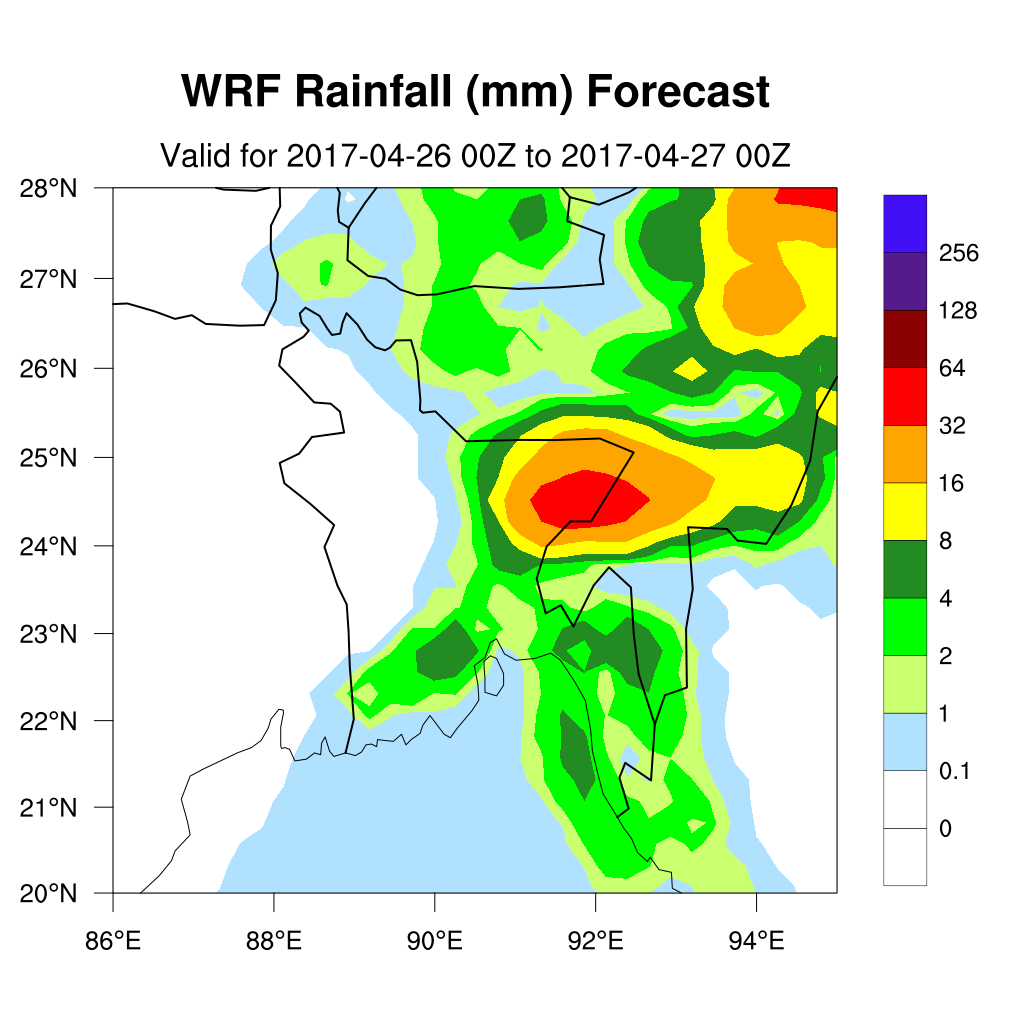 WRF Rainfall (mm) Forecast
Valid for 2017-04-26 00Z to 2017-04-27 00Z
28°N
27°N
26°N
25°N
24°N
23°N
22°N
21°N
20°N
86°E
88°E
90°E
92°E
94°E
256
128
64
32
16
8
4
2
1
0.1
0